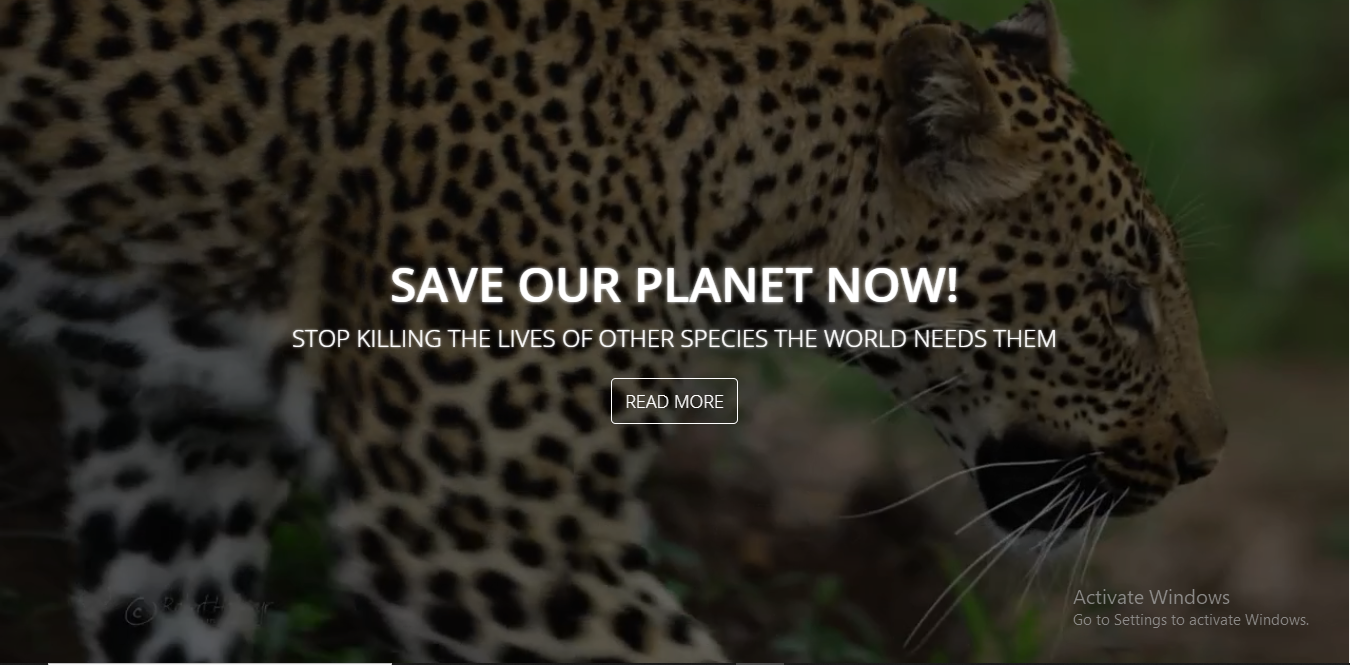 SAVE OUR PLANET NOW!
STOP KILLING THE LIVES OF OTHER SPECIES THE WORLD NEEDS THEM
READ MORE
Activate Windows
Go to Settings to activate Windows.